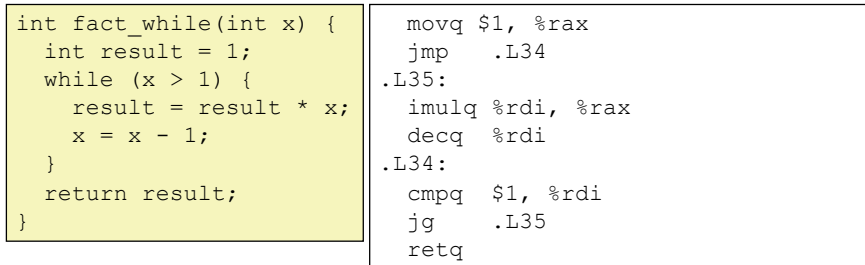 int fact_while(int x) {
  int result = 1;
  while (x > 1) {
    result = result * x;
    x = x - 1;
  }
  return result;
}
  movq $1, %rax
  jmp   .L34
.L35:
  imulq %rdi, %rax
  decq  %rdi
.L34:
  cmpq  $1, %rdi
  jg    .L35
  retq